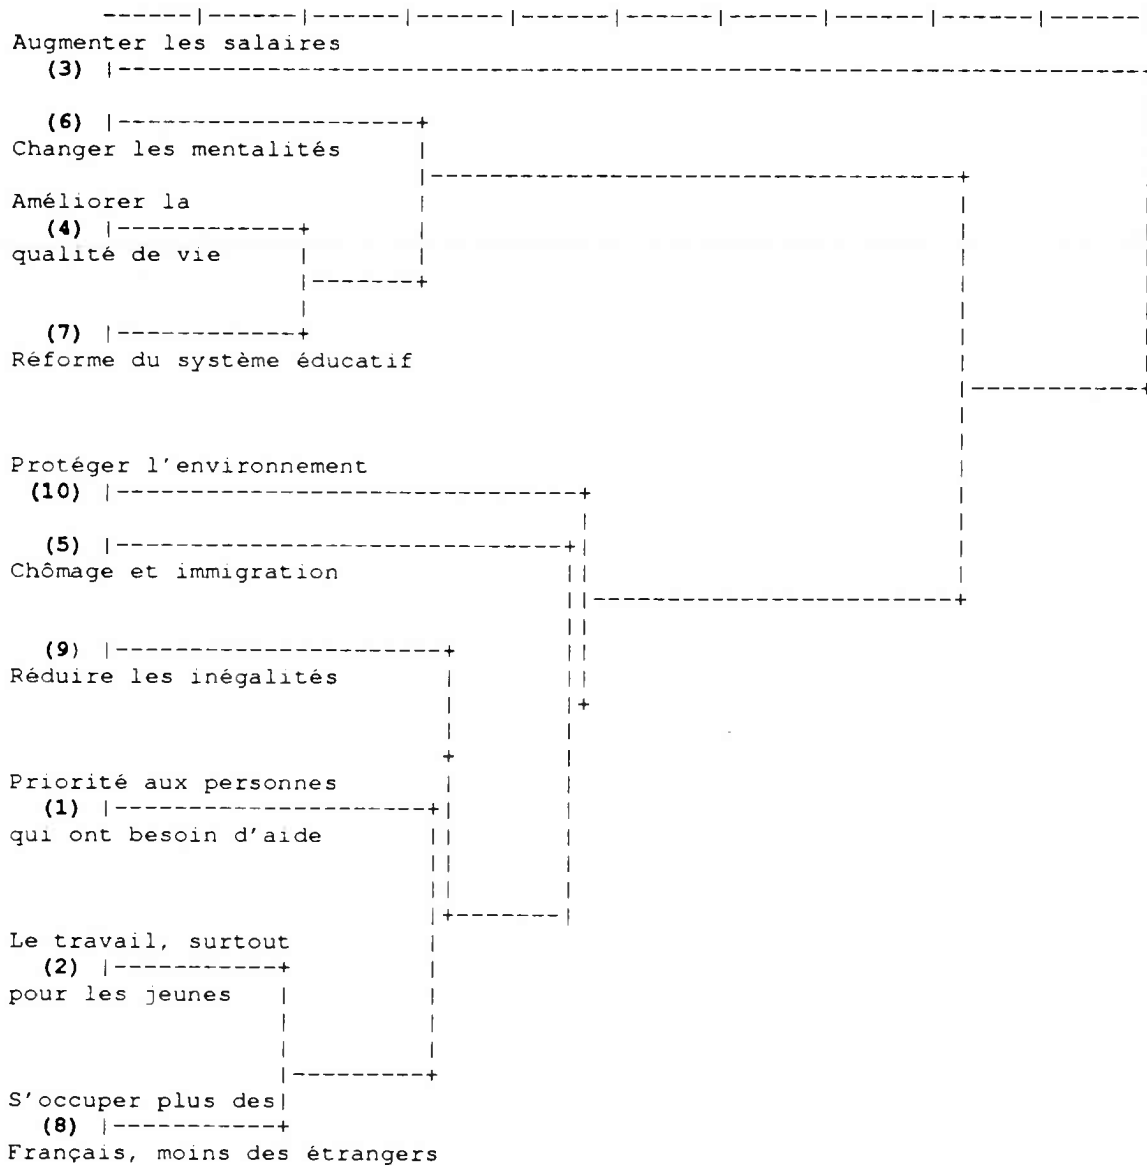 Augmenter les salaires
(3)
(6)
Changer les mentalités
Améliorer la
(4)
qualité de vie
(7)
Réforme du système éducatif
Protéger l'environnement
(10)
(5)
Chômage et immigration
(9)
Réduire les inégalités
Priorité aux personnes
(1)
qui ont besoin d'aide
Le travail, surtout
(2)
pour les jeunes
S'occuper plus des
(8)
Français, moins des étrangers